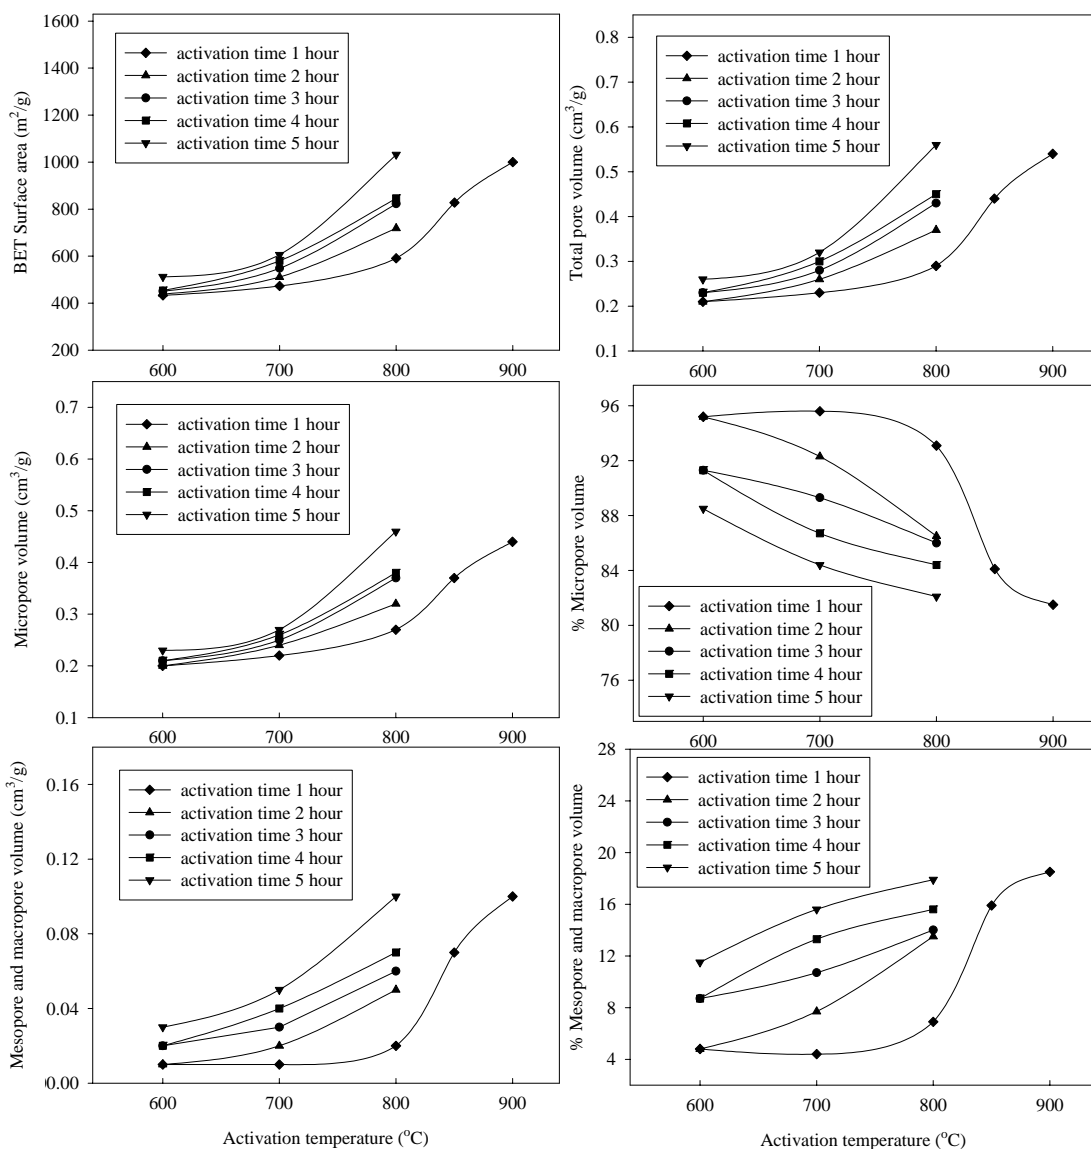 BET Surface area (m²/g)
1600
1400
1200
1000
800
600
400
200
activation time 1 hour
activation time 2 hour
activation time 3 hour
activation time 4 hour
activation time 5 hour
600 700 800 900
Total pore volume (cm³/g)
0.8
0.7
0.6
0.5
0.4
0.3
0.2
0.1
activation time 1 hour
activation time 2 hour
activation time 3 hour
activation time 4 hour
activation time 5 hour
600 700 800 900
Micropore volume (cm³/g)
0.7
0.6
0.5
0.4
0.3
0.2
0.1
activation time 1 hour
activation time 2 hour
activation time 3 hour
activation time 4 hour
activation time 5 hour
600 700 800 900
% Micropore volume
96
92
88
84
80
76
activation time 1 hour
activation time 2 hour
activation time 3 hour
activation time 4 hour
activation time 5 hour
600 700 800 900
Mesopore and macropore volume (cm³/g)
0.16
0.12
0.08
0.04
0.00
activation time 1 hour
activation time 2 hour
activation time 3 hour
activation time 4 hour
activation time 5 hour
600 700 800 900
Activation temperature (°C)
% Mesopore and macropore volume
28
24
20
16
12
8
4
activation time 1 hour
activation time 2 hour
activation time 3 hour
activation time 4 hour
activation time 5 hour
600 700 800 900
Activation temperature (°C)